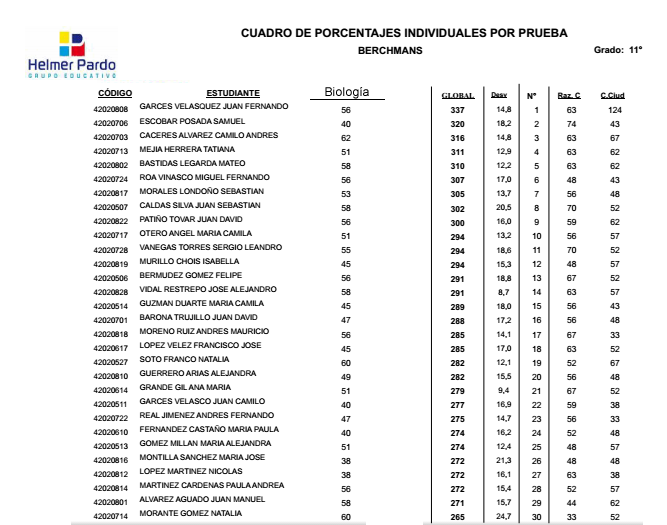 CUADRO DE PORCENTAJES INDIVIDUALES POR PRUEBA
BERCHMANS Grado: 11°
Helmer Pardo
GRUPO EDUCATIVO
CÓDIGO ESTUDIANTE Biología GLOBAL Desv N° Raz. C C.Ciud
42020808 GARCES VELASQUEZ JUAN FERNANDO 56 337 14,8 1 63 124
42020706 ESCOBAR POSADA SAMUEL 40 320 18,2 2 74 43
42020703 CACERES ALVAREZ CAMILO ANDRES 62 316 14,8 3 63 67
42020713 MEJIA HERRERA TATIANA 51 311 12,9 4 63 62
42020802 BASTIDAS LEGARDA MATEO 58 310 12,2 5 63 62
42020724 ROA VINASCO MIGUEL FERNANDO 56 307 17,0 6 48 43
42020817 MORALES LONDOÑO SEBASTIAN 53 305 13,7 7 56 48
42020507 CALDAS SILVA JUAN SEBASTIAN 58 302 20,5 8 70 52
42020822 PATIÑO TOVAR JUAN DAVID 56 300 16,0 9 59 62
42020717 OTERO ANGEL MARIA CAMILA 51 294 13,2 10 56 57
42020728 VANEGAS TORRES SERGIO LEANDRO 55 294 18,6 11 70 52
42020819 MURILLO CHOIS ISABELLA 45 294 15,3 12 48 57
42020506 BERMUDEZ GOMEZ FELIPE 56 291 18,8 13 67 52
42020828 VIDAL RESTREPO JOSE ALEJANDRO 58 291 8,7 14 63 57
42020514 GUZMAN DUARTE MARIA CAMILA 45 289 18,0 15 56 43
42020701 BARONA TRUJILLO JUAN DAVID 47 288 17,2 16 56 48
42020818 MORENO RUIZ ANDRES MAURICIO 56 285 14,1 17 67 33
42020617 LOPEZ VELEZ FRANCISCO JOSE 45 285 17,0 18 63 52
42020527 SOTO FRANCO NATALIA 60 282 12,1 19 52 67
42020810 GUERRERO ARIAS ALEJANDRA 49 282 15,5 20 56 48
42020614 GRANDE GIL ANA MARIA 51 279 9,4 21 67 52
42020511 GARCES VELASCO JUAN CAMILO 40 277 16,9 22 59 38
42020722 REAL JIMENEZ ANDRES FERNANDO 47 275 14,7 23 56 33
42020610 FERNANDEZ CASTAÑO MARIA PAULA 40 274 16,2 24 52 48
42020513 GOMEZ MILLAN MARIA ALEJANDRA 51 274 12,4 25 48 57
42020816 MONTILLA SANCHEZ MARIA JOSE 38 272 21,3 26 48 48
42020812 LOPEZ MARTINEZ NICOLAS 38 272 16,1 27 63 38
42020814 MARTINEZ CARDENAS PAULA ANDREA 56 272 15,4 28 52 57
42020801 ALVAREZ AGUADO JUAN MANUEL 58 271 15,7 29 44 62
42020714 MORANTE GOMEZ NATALIA 60 265 24,7 30 33 52